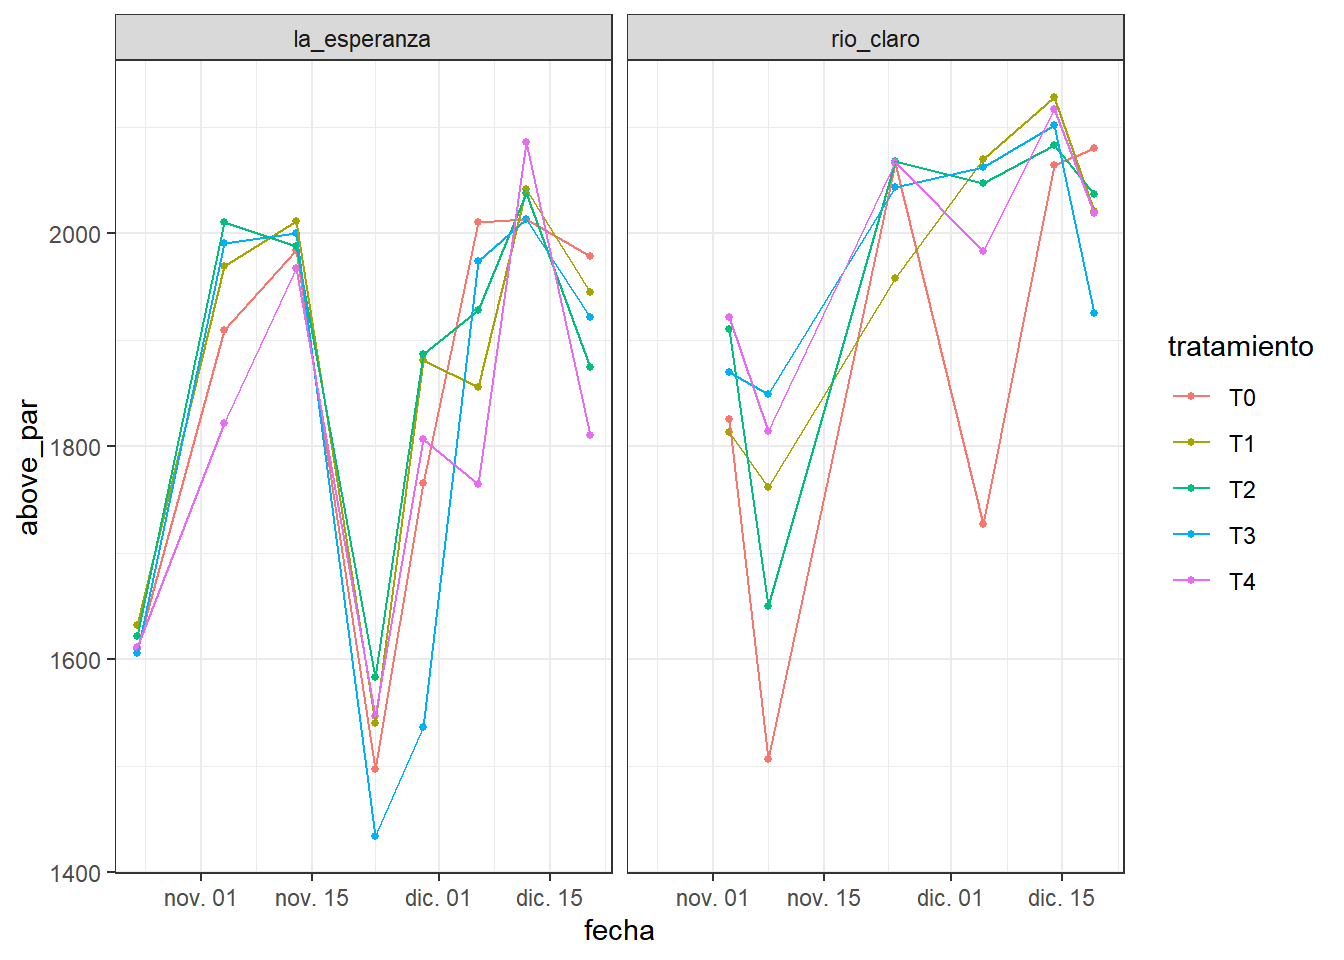 la_esperanza
rio_claro
above_par
2000
1800
1600
1400
nov. 01
nov. 15
dic. 01
dic. 15
nov. 01
nov. 15
dic. 01
dic. 15
fecha
tratamiento
T0
T1
T2
T3
T4